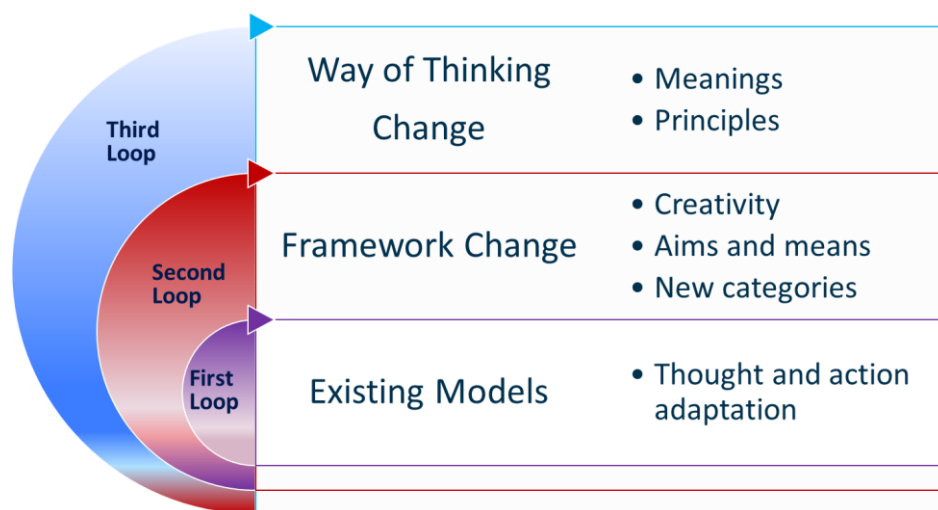 Third
Loop
Way of Thinking
Change
• Meanings
• Principles
Second
Loop
Framework Change
• Creativity
• Aims and means
• New categories
First
Loop
Existing Models
• Thought and action
adaptation